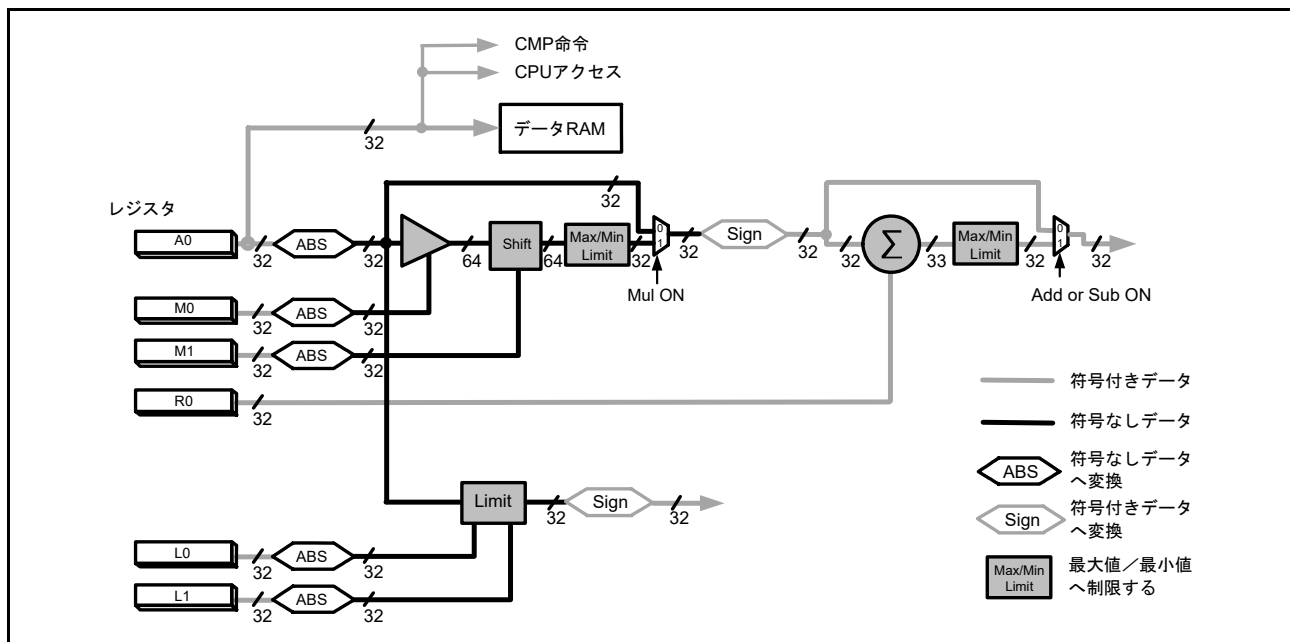 CMP命令
CPUアクセス
32
データRAM
レジスタ
32
A0
32
ABS
32
64
Shift
64
Max/Min
Limit
32
0
1
32
Sign
32
32
Σ
33
Max/Min
Limit
32
0
1
32
Mul ON
Add or Sub ON
M0
32
ABS
32
M1
32
ABS
32
R0
32
符号付きデータ
符号なしデータ
ABS
符号なしデータ
へ変換
Limit
32
Sign
32
Sign
符号付きデータ
へ変換
L0
32
ABS
32
Max/Min
Limit
最大値/最小値
へ制限する
L1
32
ABS
32